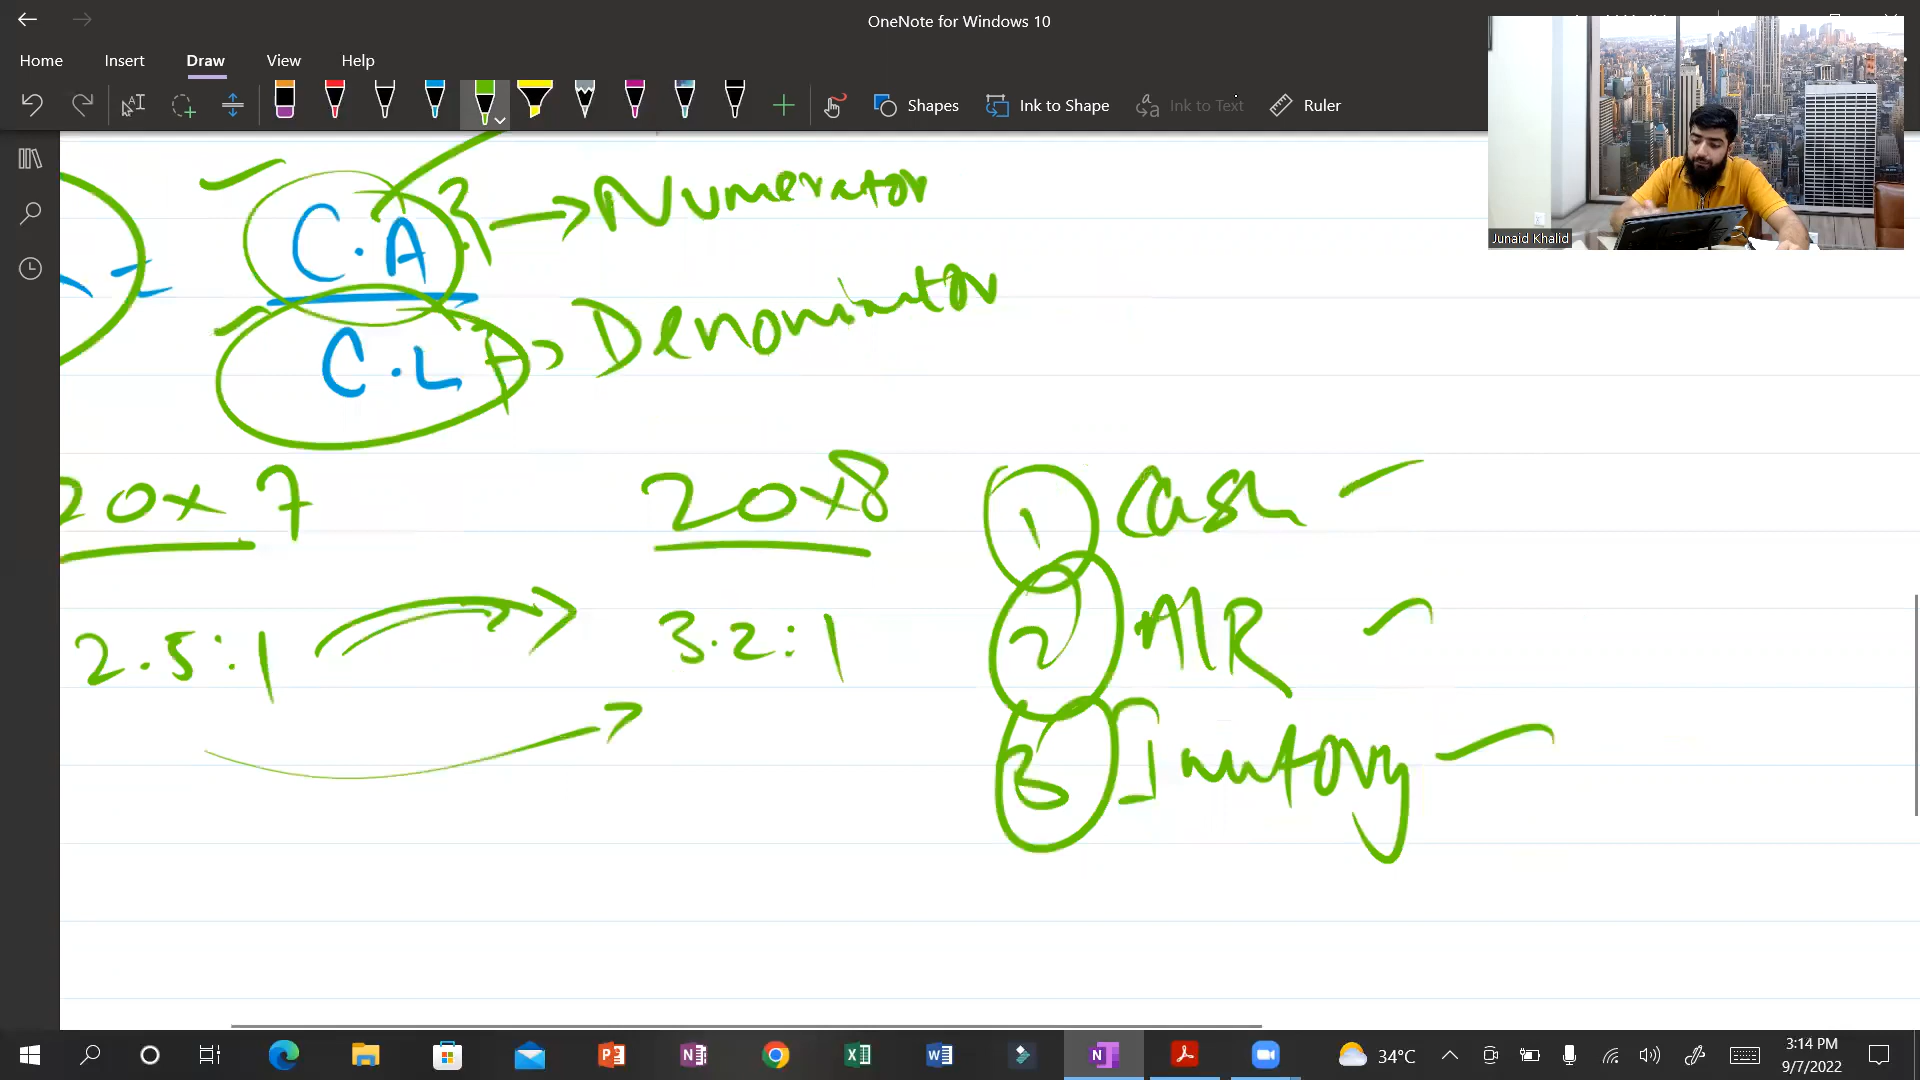 OneNote for Windows 10
Home Insert Draw View Help
Shapes Ink to Shape Ink to Text Ruler
Junaid Khalid
C.A → Numerator
C.L → Denominator
20x7 20x8
2.5:1 3.2:1
1 Cash
2 A/R
3 Inventory
34°C
3:14 PM
9/7/2022